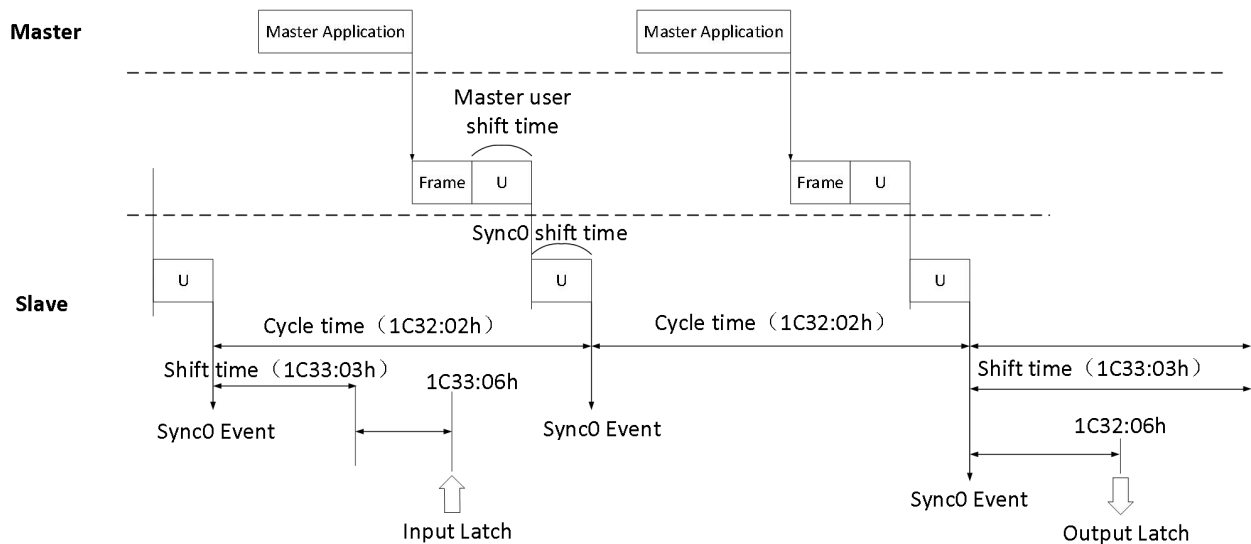 Master
Master Application
Master Application
Master user
shift time
Frame
U
Frame
U
Sync0 shift time
U
U
U
Slave
Cycle time（1C32:02h）
Cycle time（1C32:02h）
Shift time（1C33:03h）
Shift time（1C33:03h）
1C33:06h
Sync0 Event
Sync0 Event
1C32:06h
Sync0 Event
Input Latch
Output Latch